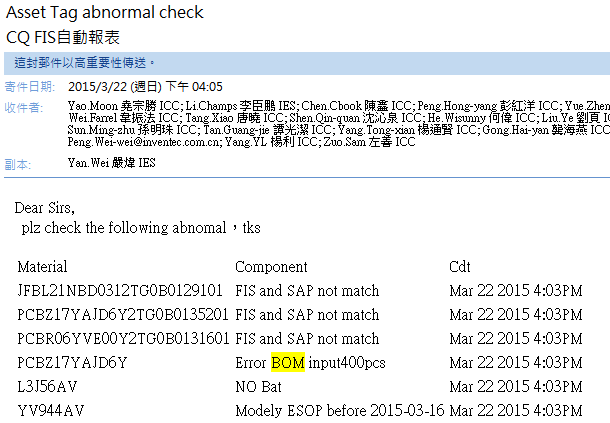 Asset Tag abnormal check
CQ FIS自動報表
這封郵件以高重要性傳送。
寄件日期: 2015/3/22 (週日) 下午 04:05
收件者: Yao.Moon 堯宗勝 ICC; Li.Champs 李臣鵬 IES; Chen.Cbook 陳鑫 ICC; Peng.Hong-yang 彭紅洋 ICC; Yue.Zhen
Wei.Farrel 韋振法 ICC; Tang.Xiao 唐曉 ICC; Shen.Qin-quan 沈沁泉 ICC; He.Wisunny 何偉 ICC; Liu.Ye 劉頁 IC
Sun.Ming-zhu 孫明珠 ICC; Tan.Guang-jie 譚光潔 ICC; Yang.Tong-xian 楊通賢 ICC; Gong.Hai-yan 龔海燕 ICC
Peng.Wei-wei@inventec.com.cn; Yang.YL 楊利 ICC; Zuo.Sam 左善 ICC
副本: Yan.Wei 嚴煒 IES
Dear Sirs,
plz check the following abnomal，tks
Material Component Cdt
JFBL21NBD0312TG0B0129101 FIS and SAP not match Mar 22 2015 4:03PM
PCBZ17YAJD6Y2TG0B0135201 FIS and SAP not match Mar 22 2015 4:03PM
PCBR06YVE00Y2TG0B0131601 FIS and SAP not match Mar 22 2015 4:03PM
PCBZ17YAJD6Y Error BOM input400pcs Mar 22 2015 4:03PM
L3J56AV NO Bat Mar 22 2015 4:03PM
YV944AV Modely ESOP before 2015-03-16 Mar 22 2015 4:03PM